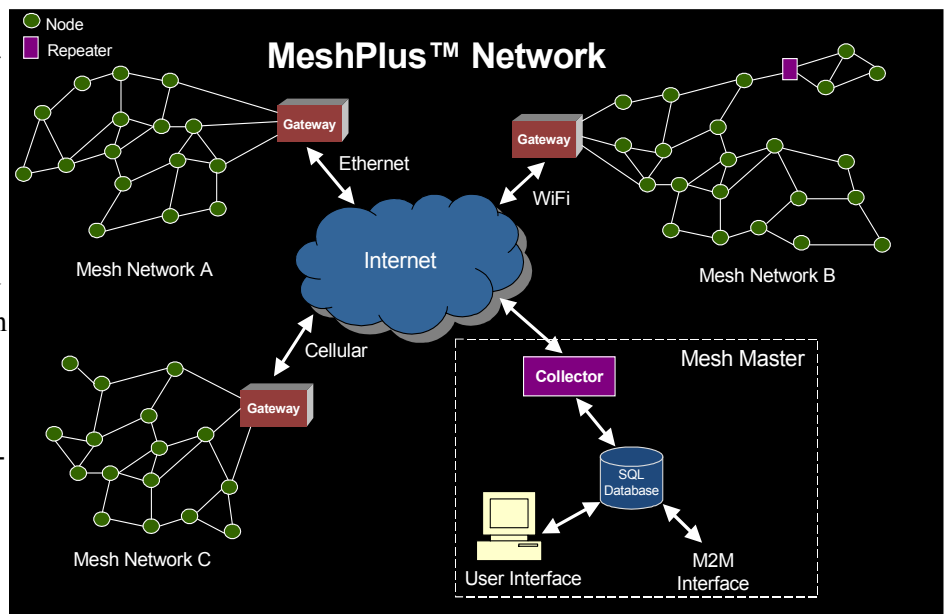 Node
Repeater
MeshPlus™ Network
Gateway
Gateway
Ethernet
WiFi
Mesh Network A
Internet
Mesh Network B
n
Cellular
Mesh Master
Collector
Gateway
-
SQL
Database
Mesh Network C
User Interface
M2M
Interface